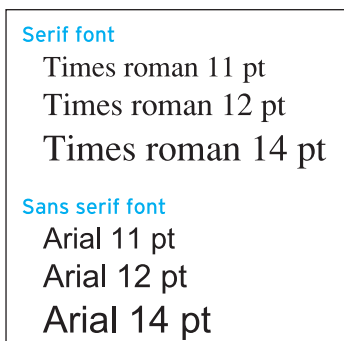 Serif font
Times roman 11 pt
Times roman 12 pt
Times roman 14 pt
Sans serif font
Arial 11 pt
Arial 12 pt
Arial 14 pt